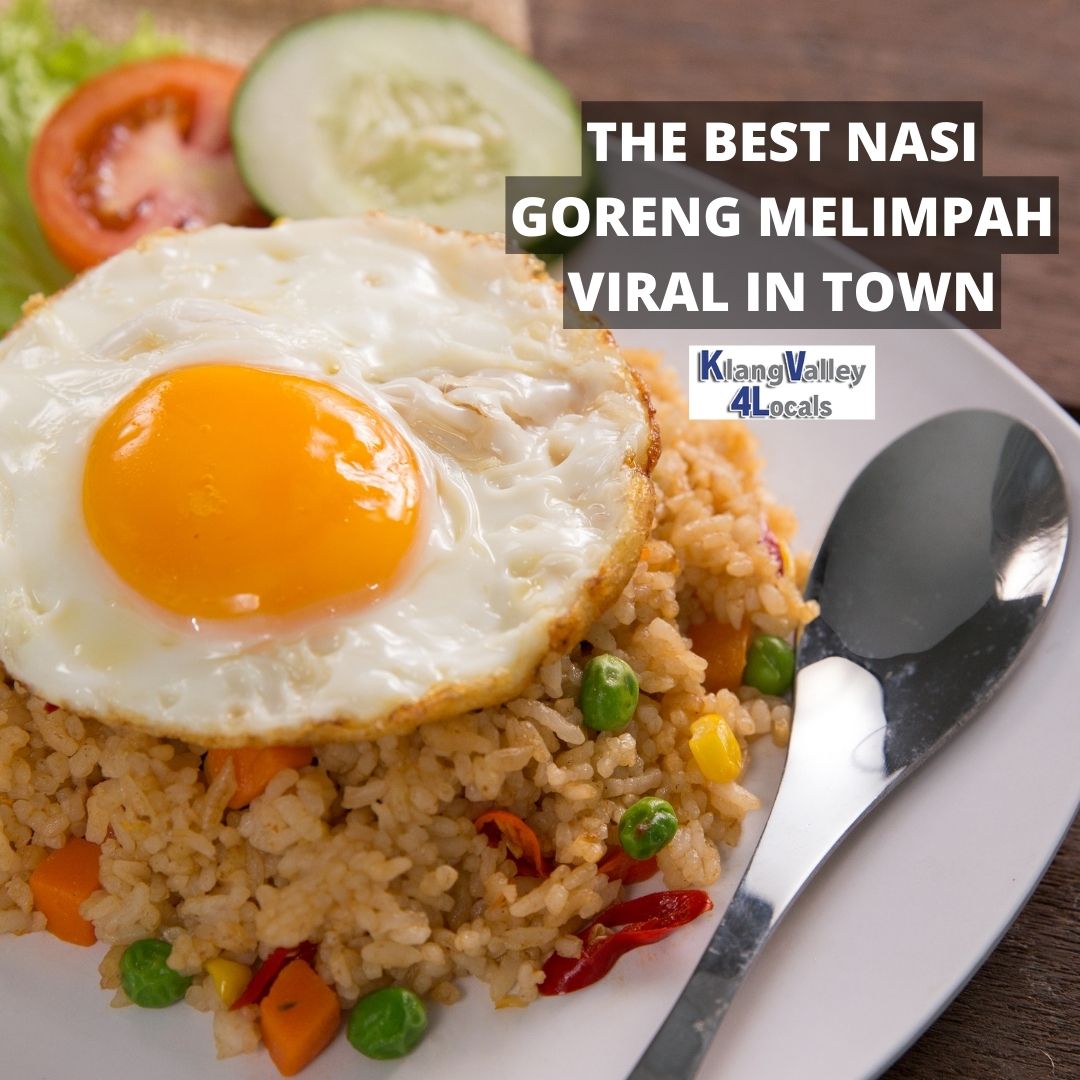 THE BEST NASI
GORENG MELIMPAH
VIRAL IN TOWN
KlangValley
4Locals